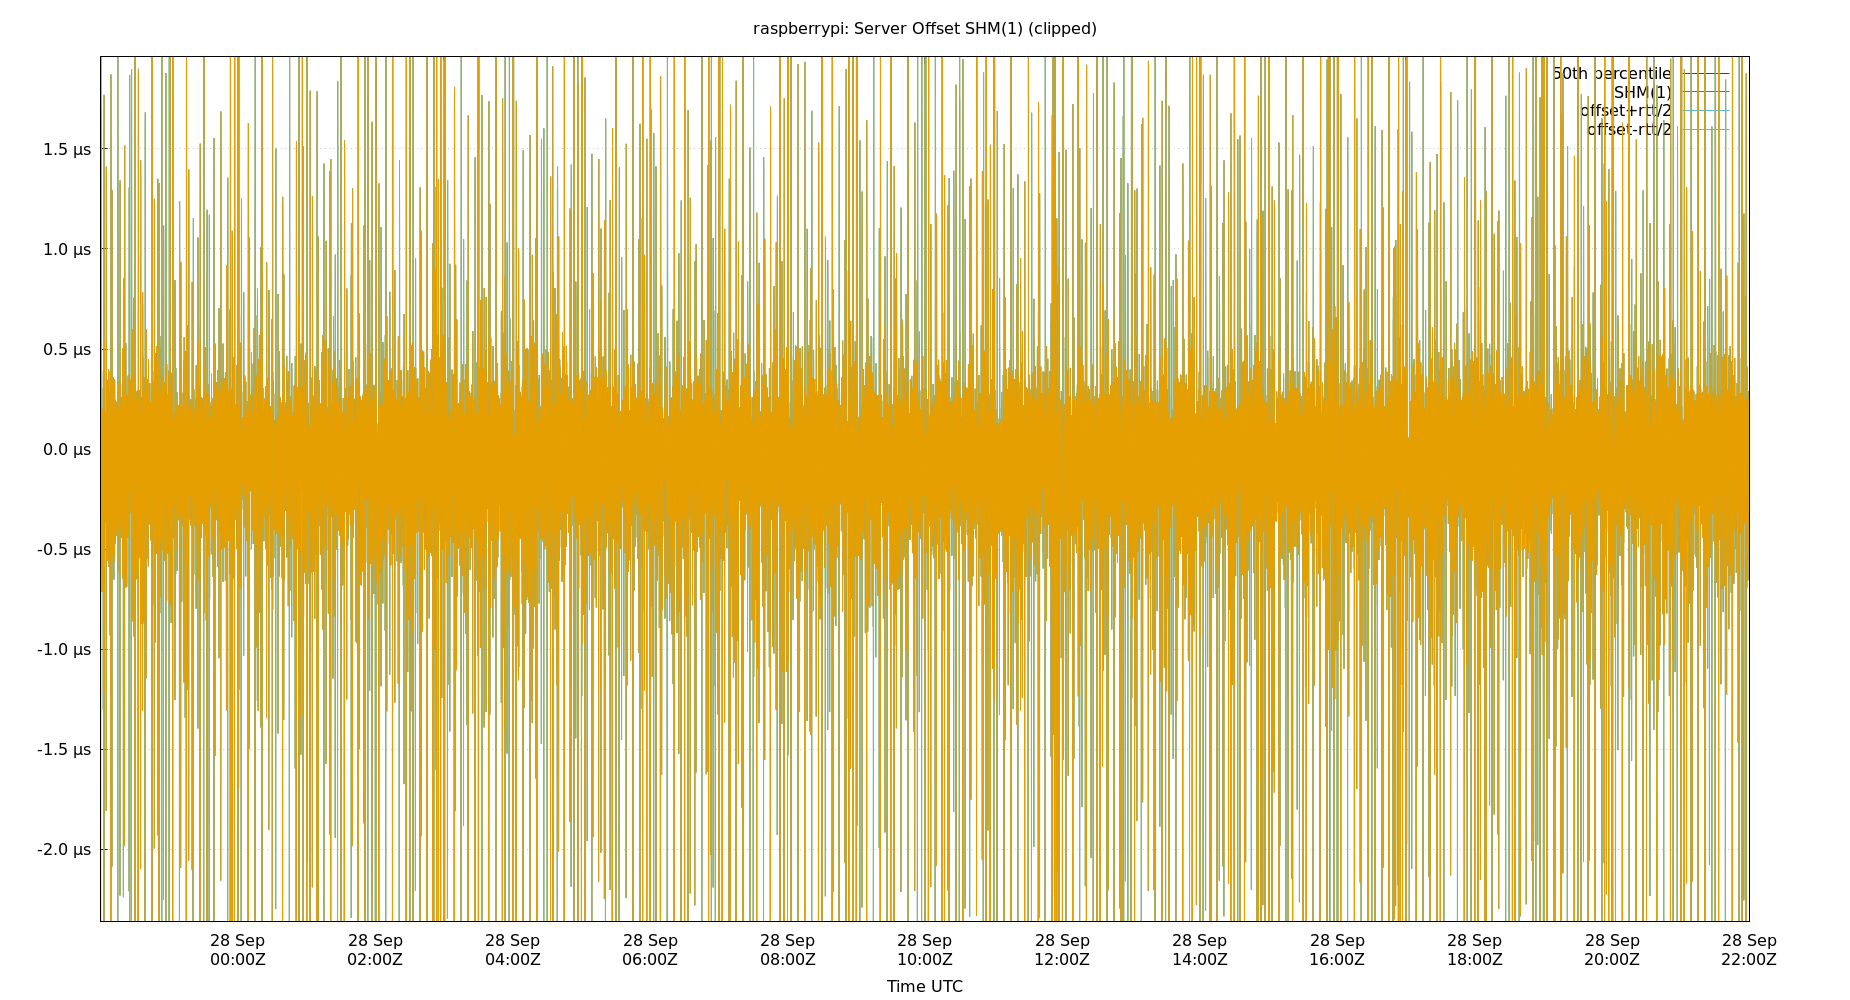 raspberrypi: Server Offset SHM(1) (clipped)
50th percentile
SHM(1)
offset+rtt/2
offset-rtt/2
1.5 µs
1.0 µs
0.5 µs
0.0 µs
-0.5 µs
-1.0 µs
-1.5 µs
-2.0 µs
28 Sep 28 Sep 28 Sep 28 Sep 28 Sep 28 Sep 28 Sep 28 Sep 28 Sep 28 Sep 28 Sep 28 Sep
00:00Z 02:00Z 04:00Z 06:00Z 08:00Z 10:00Z 12:00Z 14:00Z 16:00Z 18:00Z 20:00Z 22:00Z
Time UTC